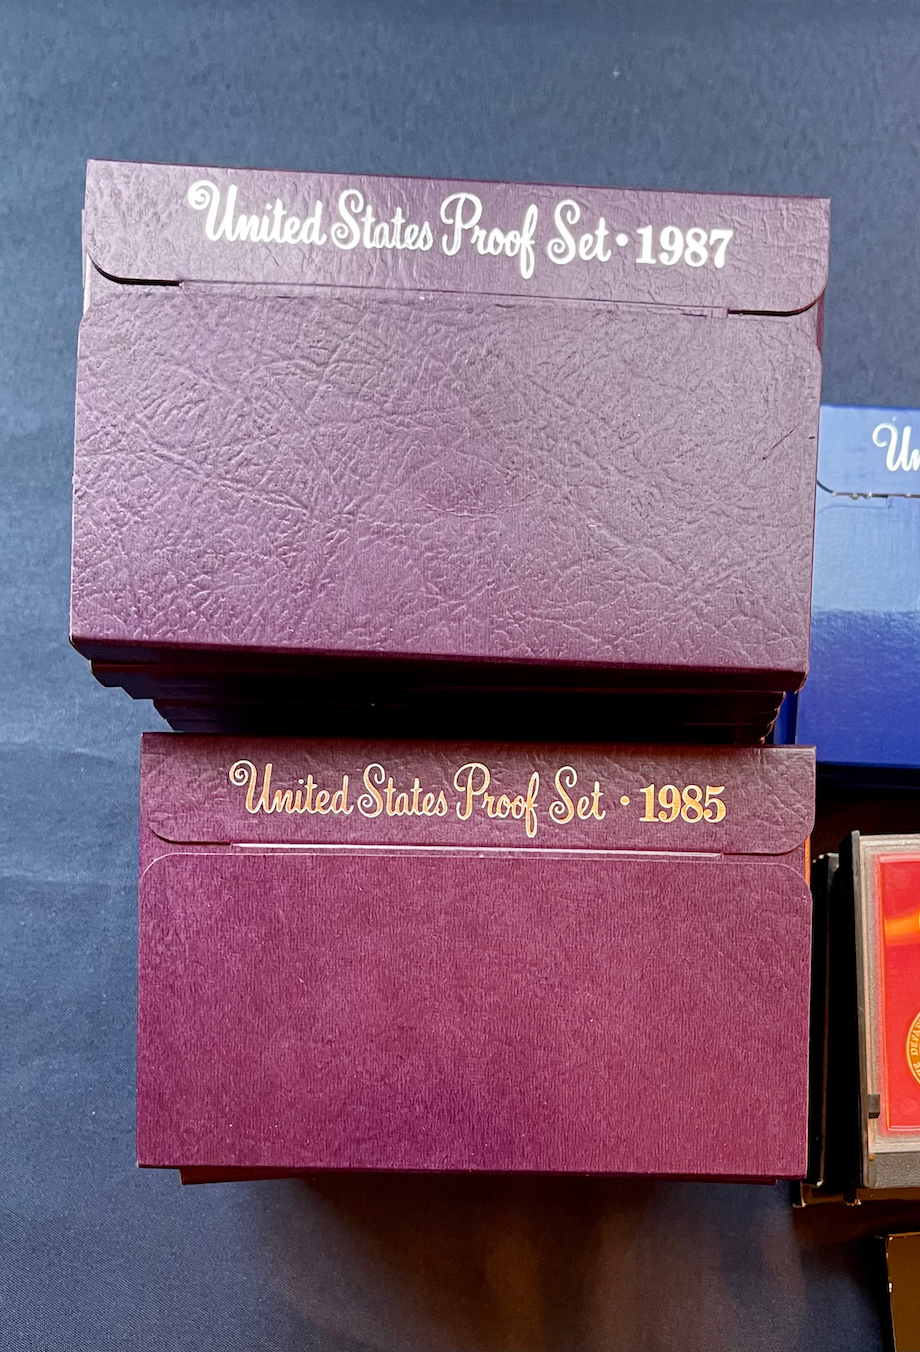 United States Proof Set • 1987
United States Proof Set • 1985